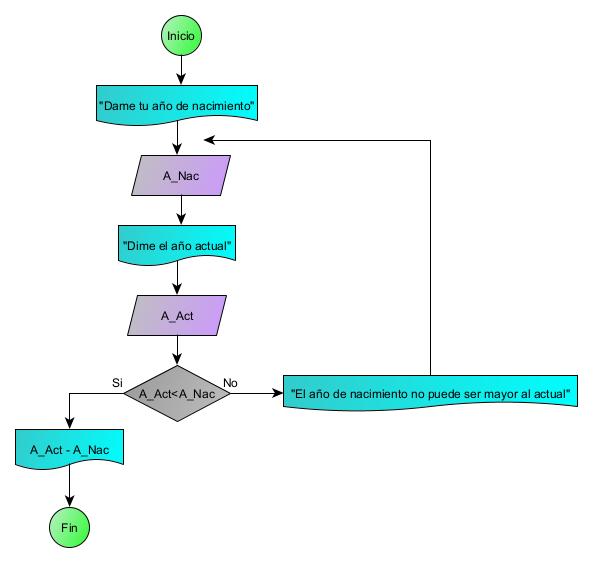 Inicio
"Dame tu año de nacimiento"
A_Nac
"Dime el año actual"
A_Act
Si
No
A_Act<A_Nac
"El año de nacimiento no puede ser mayor al actual"
A_Act - A_Nac
Fin